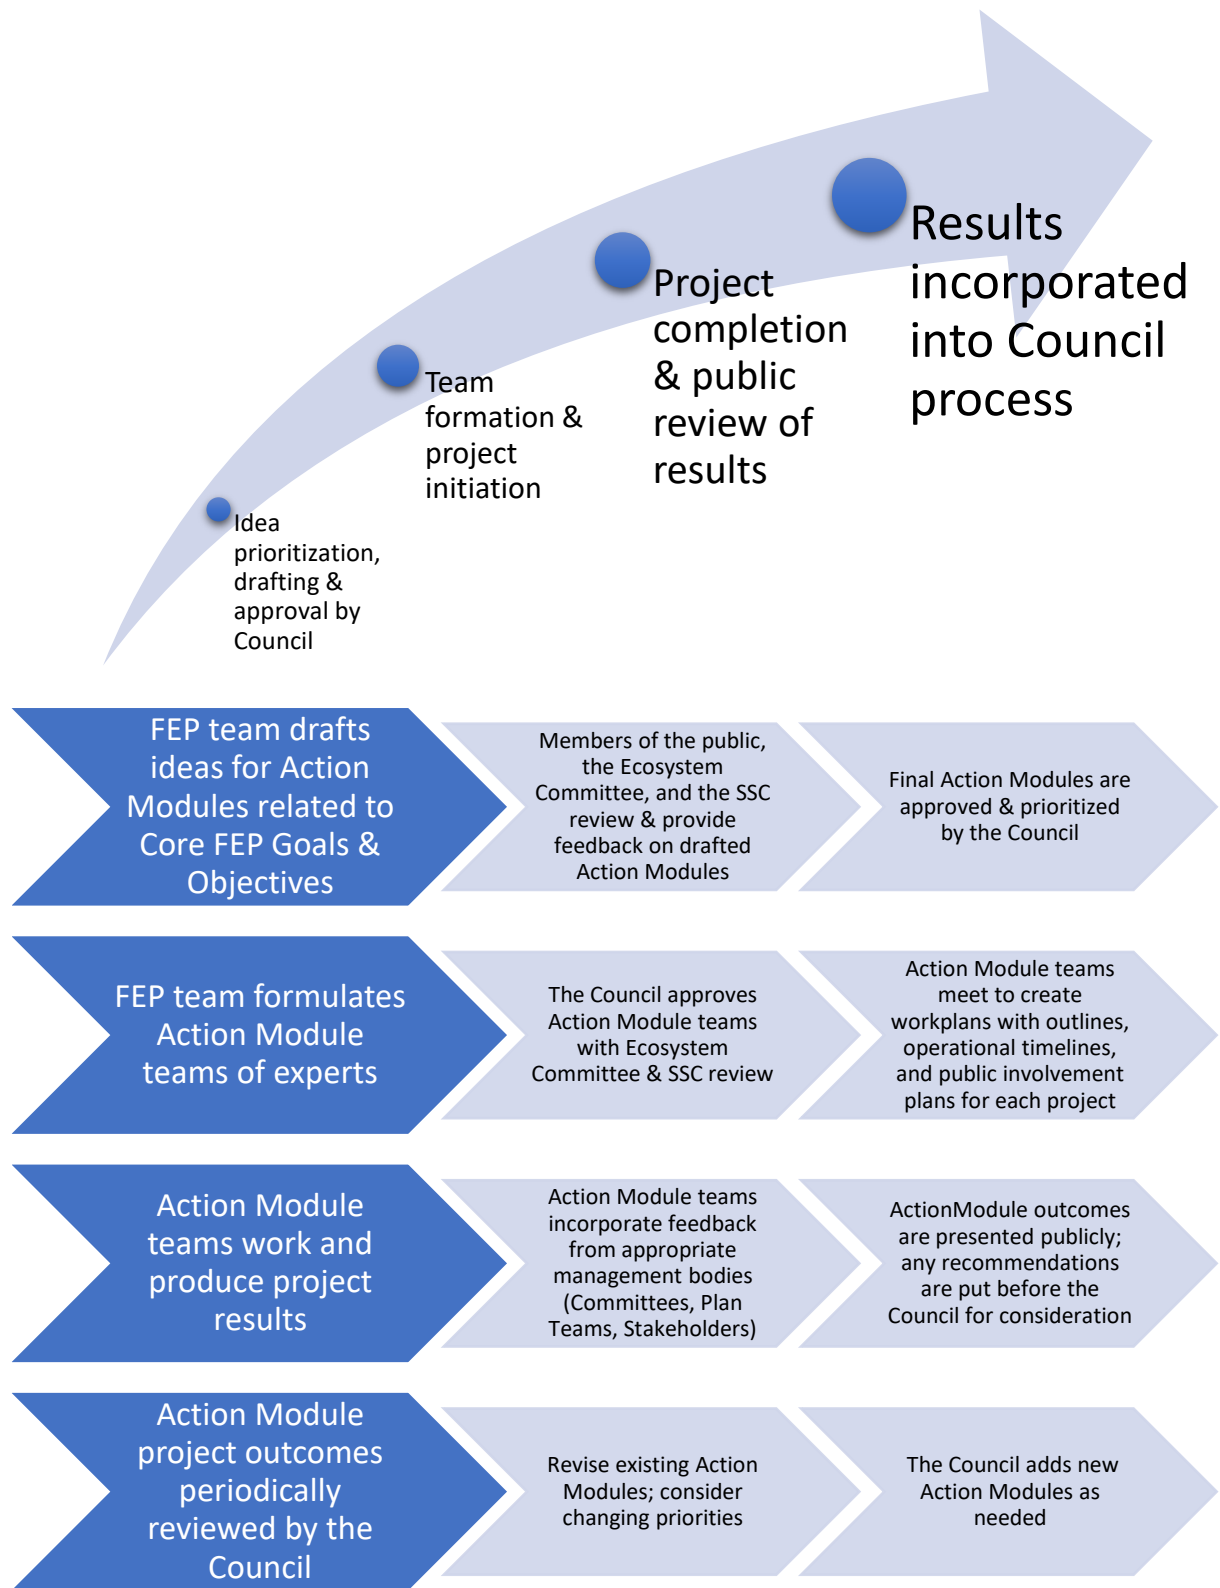 Results
incorporated
into Council
process
Project
completion
& public
review of
results
Team
formation &
project
initiation
Idea
prioritization,
drafting &
approval by
Council
FEP team drafts
ideas for Action
Modules related to
Core FEP Goals &
Objectives
Members of the public,
the Ecosystem
Committee, and the SSC
review & provide
feedback on drafted
Action Modules
Final Action Modules are
approved & prioritized
by the Council
FEP team formulates
Action Module
teams of experts
The Council approves
Action Module teams
with Ecosystem
Committee & SSC review
Action Module teams
meet to create
workplans with outlines,
operational timelines,
and public involvement
plans for each project
Action Module
teams work and
produce project
results
Action Module teams
incorporate feedback
from appropriate
management bodies
(Committees, Plan
Teams, Stakeholders)
ActionModule outcomes
are presented publicly;
any recommendations
are put before the
Council for consideration
Action Module
project outcomes
periodically
reviewed by the
Council
Revise existing Action
Modules; consider
changing priorities
The Council adds new
Action Modules as
needed